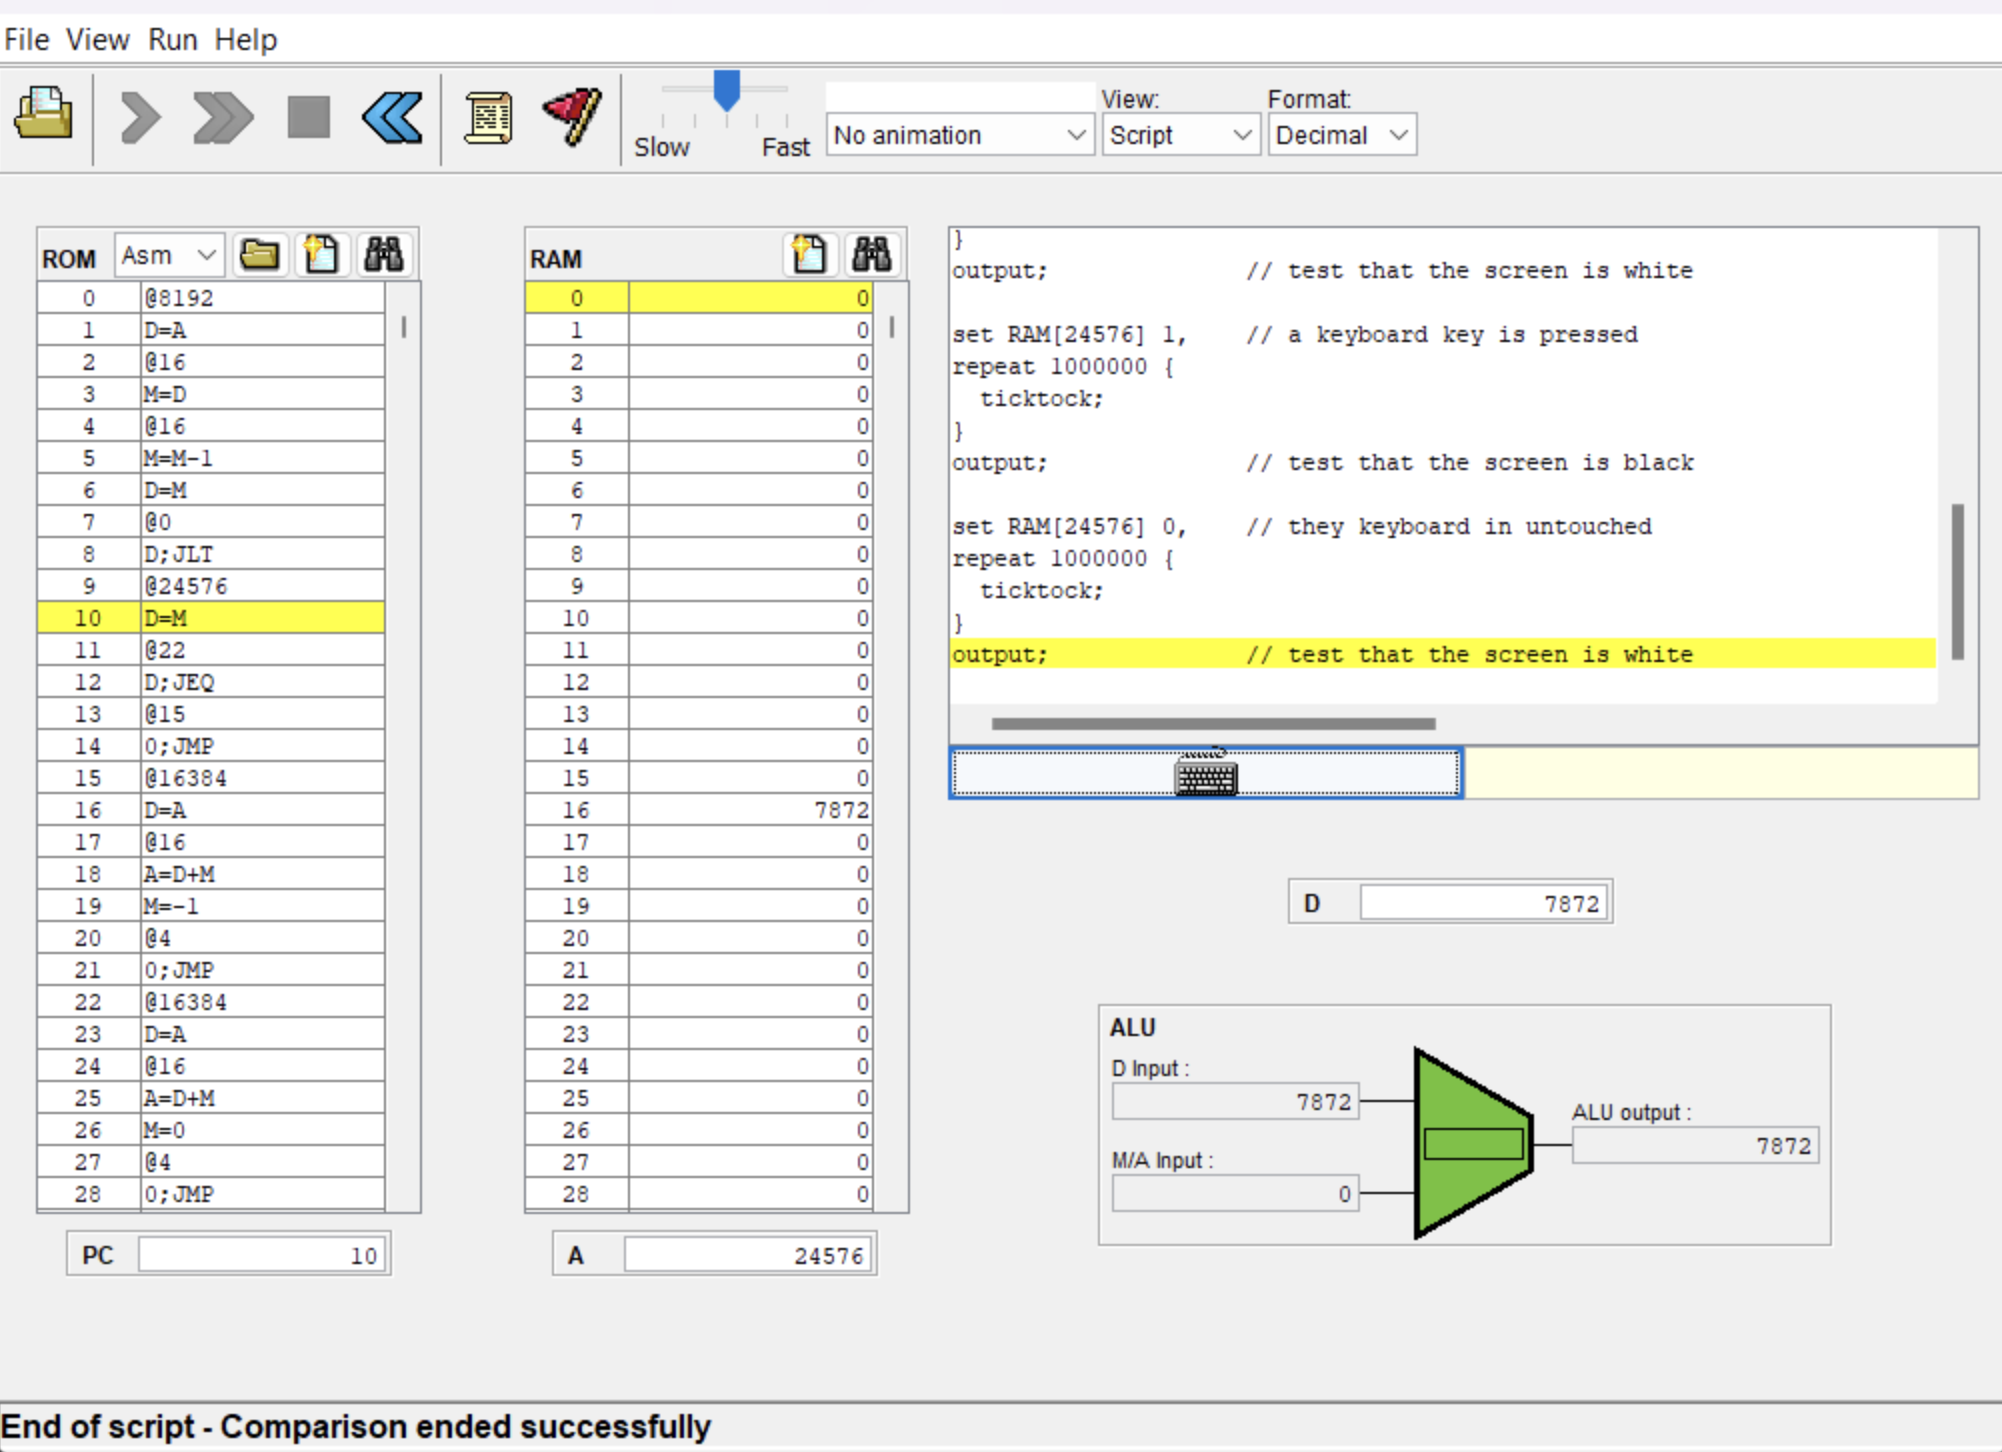 File View Run Help
View: Format:
Slow Fast No animation Script Decimal
ROM Asm
0 @8192
1 D=A
2 @16
3 M=D
4 @16
5 M=M-1
6 D=M
7 @0
8 D;JLT
9 @24576
10 D=M
11 @22
12 D;JEQ
13 @15
14 0;JMP
15 @16384
16 D=A
17 @16
18 A=D+M
19 M=-1
20 @4
21 0;JMP
22 @16384
23 D=A
24 @16
25 A=D+M
26 M=0
27 @4
28 0;JMP
PC 10
RAM
0 0
1 0
2 0
3 0
4 0
5 0
6 0
7 0
8 0
9 0
10 0
11 0
12 0
13 0
14 0
15 0
16 7872
17 0
18 0
19 0
20 0
21 0
22 0
23 0
24 0
25 0
26 0
27 0
28 0
A 24576
}
output; // test that the screen is white
set RAM[24576] 1, // a keyboard key is pressed
repeat 1000000 {
ticktock;
}
output; // test that the screen is black
set RAM[24576] 0, // they keyboard in untouched
repeat 1000000 {
ticktock;
}
output; // test that the screen is white
D 7872
ALU
D Input :
7872
M/A Input :
0
ALU output :
7872
End of script - Comparison ended successfully